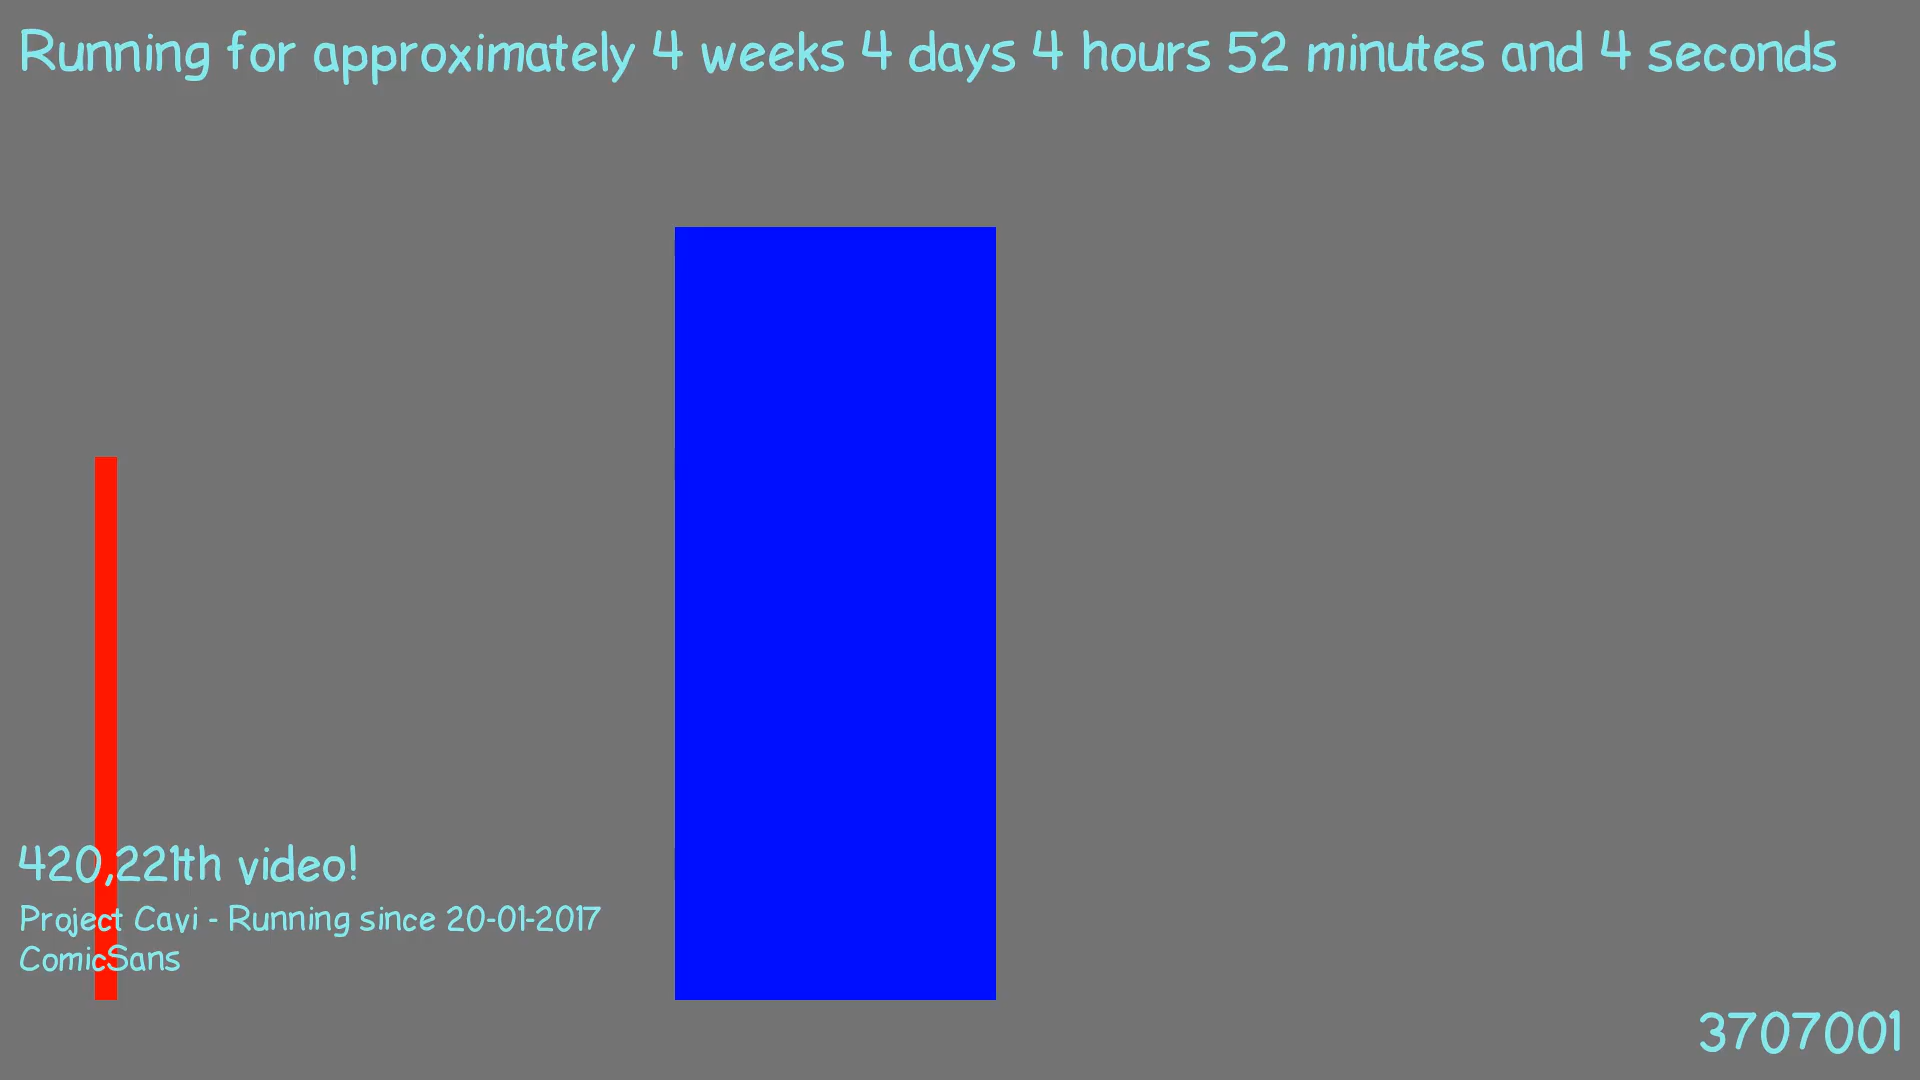 Running for approximately 4 weeks 4 days 4 hours 52 minutes and 4 seconds
420,221th video!
Project Cavi - Running since 20-01-2017
ComicSans
3707001